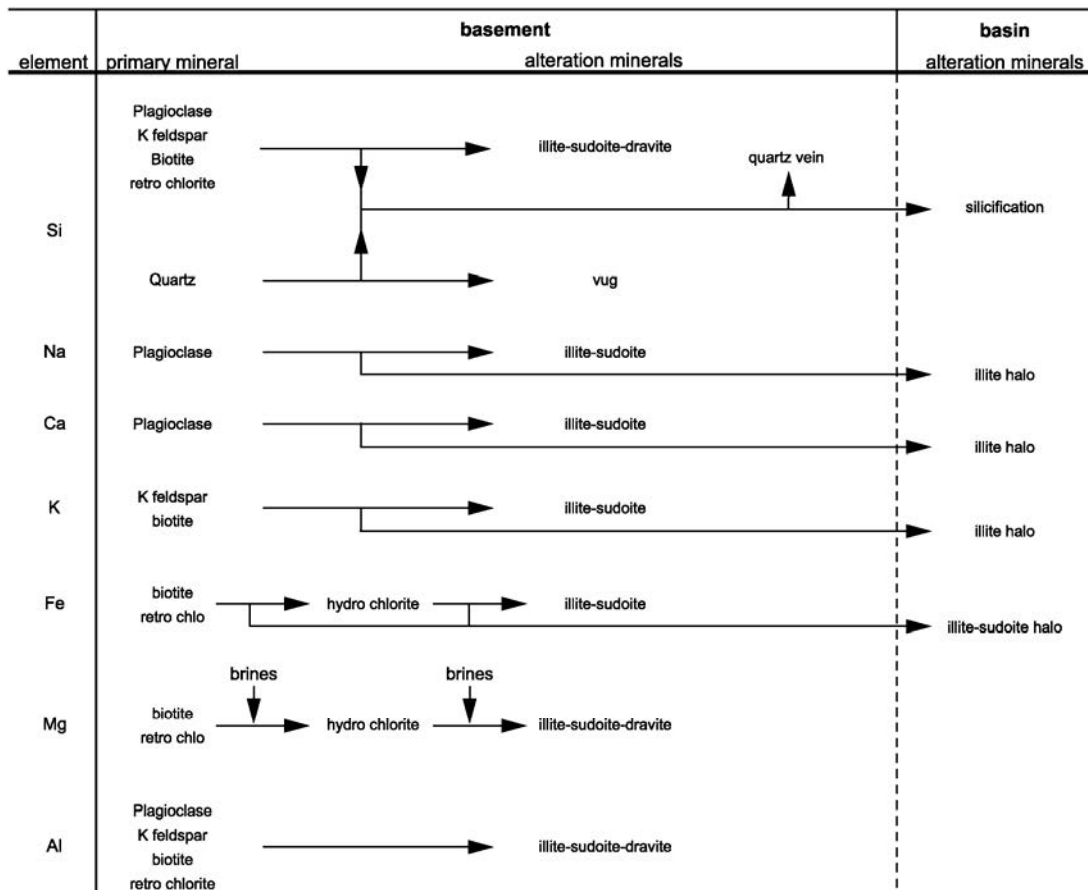 basement
basin
element
primary mineral
alteration minerals
alteration minerals
Plagioclase
K feldspar
Biotite
retro chlorite
illite-sudoite-dravite
quartz vein
silicification
Si
Quartz
vug
Na
Plagioclase
illite-sudoite
illite halo
Ca
Plagioclase
illite-sudoite
illite halo
K
K feldspar
biotite
illite-sudoite
illite halo
Fe
biotite
retro chlo
hydro chlorite
illite-sudoite
illite-sudoite halo
brines
brines
Mg
biotite
retro chlo
hydro chlorite
illite-sudoite-dravite
Al
Plagioclase
K feldspar
biotite
retro chlorite
illite-sudoite-dravite